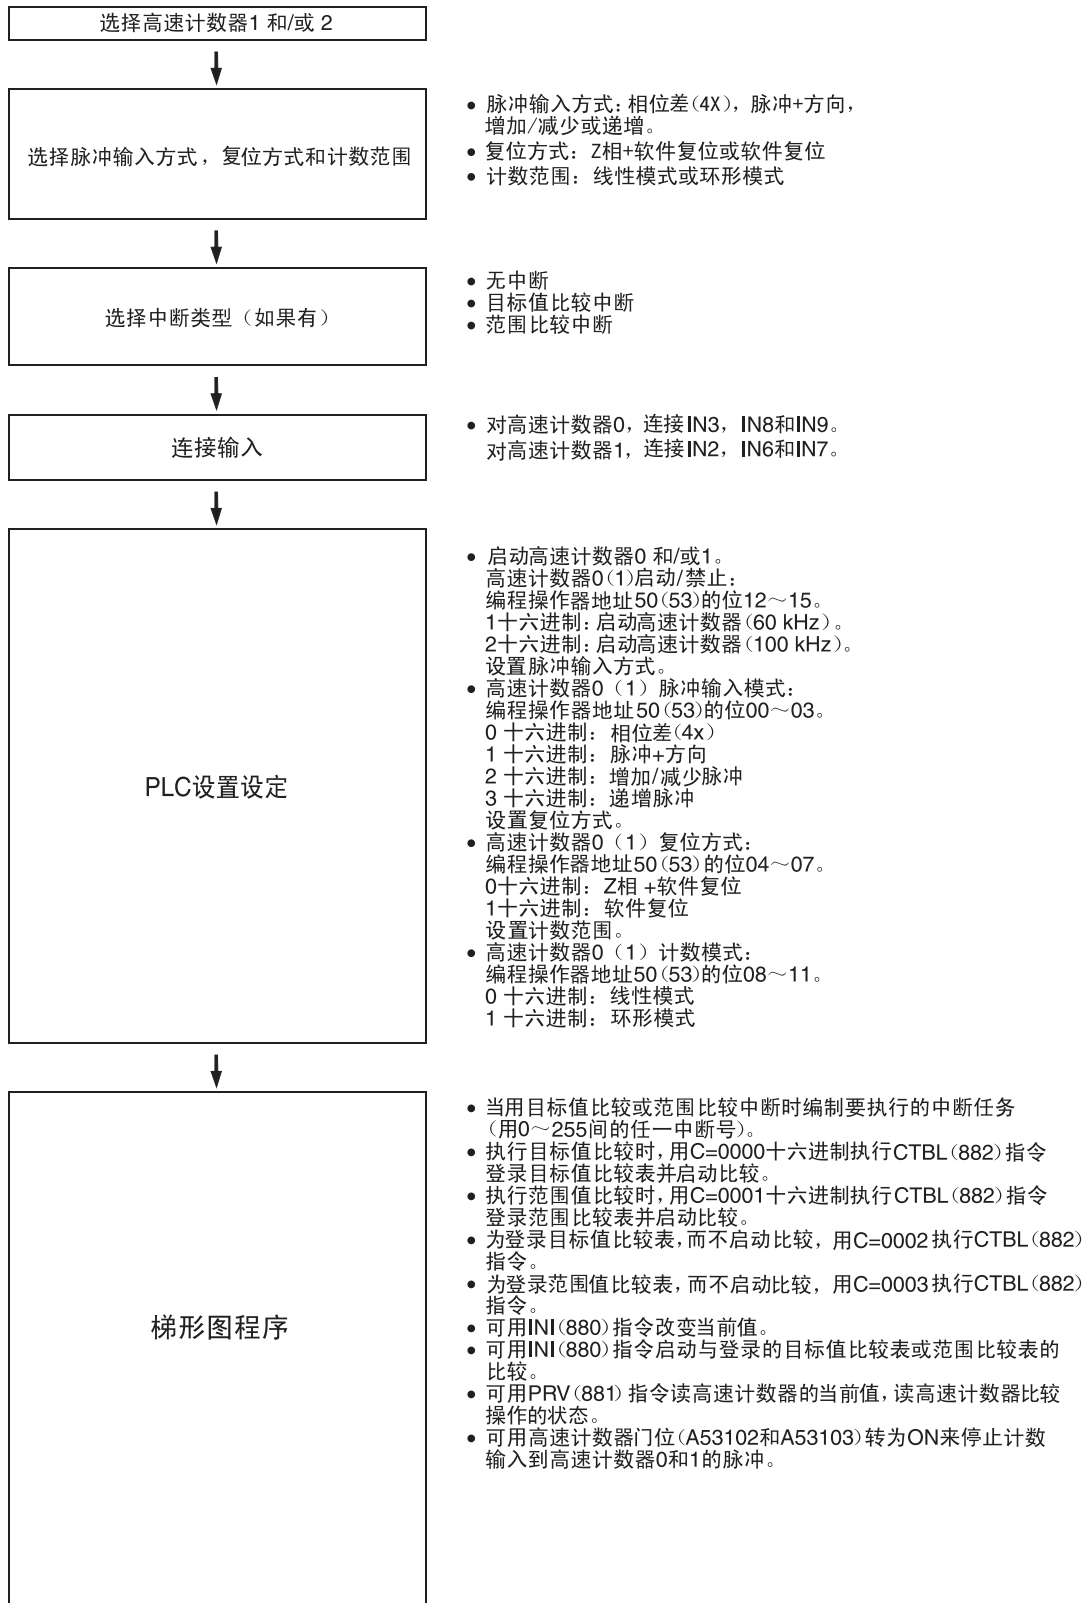 选择高速计数器1 和/或 2
选择脉冲输入方式，复位方式和计数范围
• 脉冲输入方式：相位差（4X），脉冲+方向，
增加/减少或递增。
• 复位方式：Z相+软件复位或软件复位
• 计数范围：线性模式或环形模式
选择中断类型（如果有）
• 无中断
• 目标值比较中断
• 范围比较中断
连接输入
• 对高速计数器0，连接IN3，IN8和IN9。
对高速计数器1，连接IN2，IN6和IN7。
PLC设置设定
• 启动高速计数器0 和/或1。
高速计数器0（1）启动/禁止：
编程操作器地址50（53）的位12～15。
1十六进制：启动高速计数器（60 kHz）。
2十六进制：启动高速计数器（100 kHz）。
设置脉冲输入方式。
• 高速计数器0（1）脉冲输入模式：
编程操作器地址50（53）的位00～03。
0 十六进制：相位差（4x）
1 十六进制：脉冲+方向
2 十六进制：增加/减少脉冲
3 十六进制：递增脉冲
设置复位方式。
• 高速计数器0（1）复位方式：
编程操作器地址50（53）的位04～07。
0十六进制：Z相 +软件复位
1十六进制：软件复位
设置计数范围。
• 高速计数器0（1）计数模式：
编程操作器地址50（53）的位08～11。
0 十六进制：线性模式
1 十六进制：环形模式
梯形图程序
• 当用目标值比较或范围比较中断时编制要执行的中断任务
（用0～255间的任一中断号）。
• 执行目标值比较时，用C=0000十六进制执行CTBL（882）指令
登录目标值比较表并启动比较。
• 执行范围值比较时，用C=0001十六进制执行CTBL（882）指令
登录范围比较表并启动比较。
• 为登录目标值比较表，而不启动比较，用C=0002 执行CTBL（882）
指令。
• 为登录范围值比较表，而不启动比较，用C=0003 执行CTBL（882）
指令。
• 可用INI（880）指令改变当前值。
• 可用INI（880）指令启动与登录的目标值比较表或范围比较表的
比较。
• 可用PRV（881）指令读高速计数器的当前值，读高速计数器比较
操作的状态。
• 可用高速计数器门位（A53102和A53103）转为ON来停止计数
输入到高速计数器0和1的脉冲。